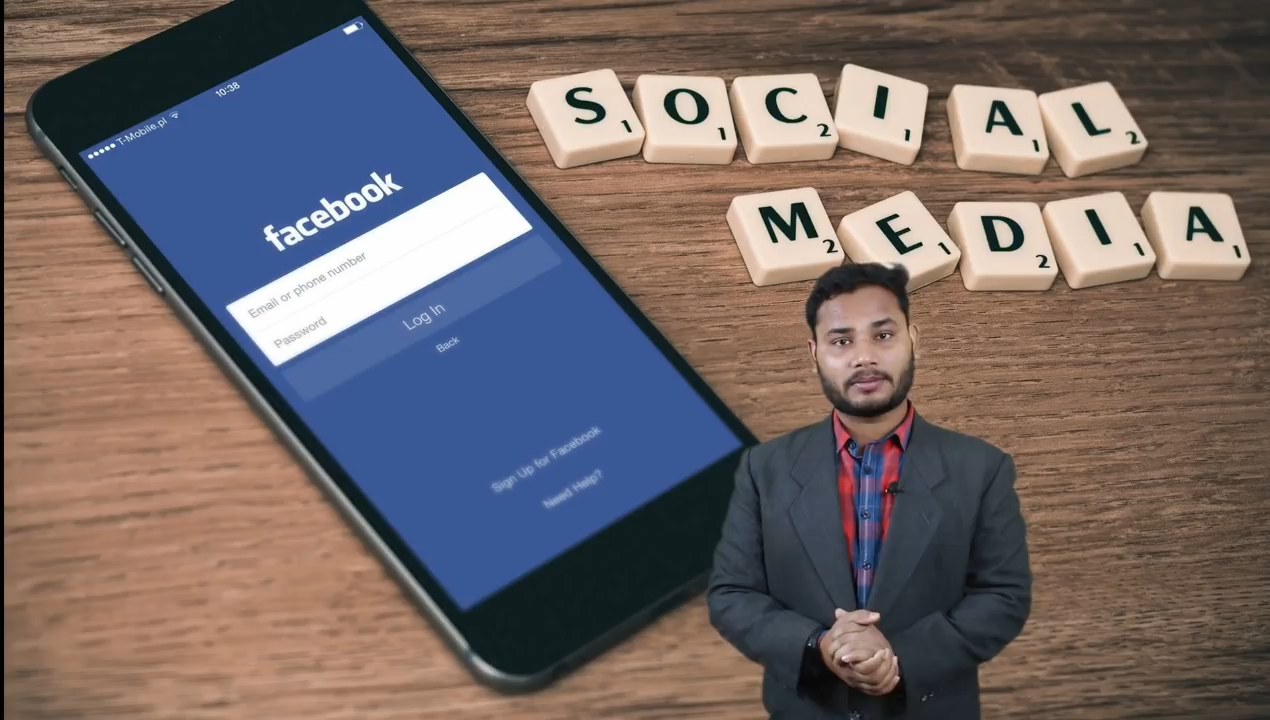 T-Mobile.pl
10:38
facebook
Email or phone number
Password
Log In
Back
Sign Up for Facebook
Need Help?
S1 O1 C2 I1 A1 L2
M2 E1 D2 I1 A1